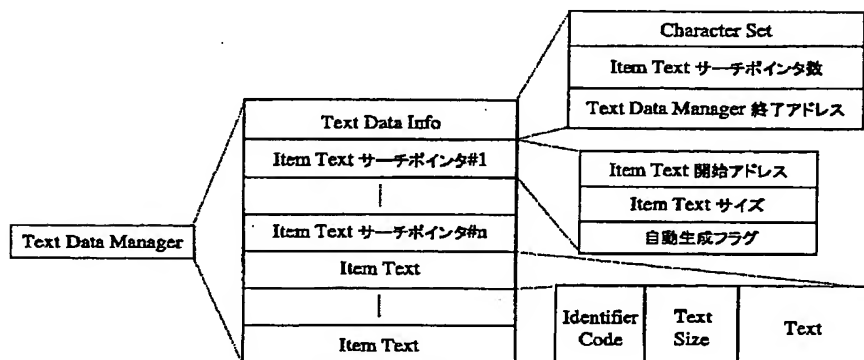 Text Data Manager
Text Data Info
Item Text サーチポインタ#1
Item Text サーチポインタ#n
Item Text
Item Text
Character Set
Item Text サーチポインタ数
Text Data Manager 終了アドレス
Item Text 開始アドレス
Item Text サイズ
自動生成フラグ
Identifier
Code
Text
Size
Text